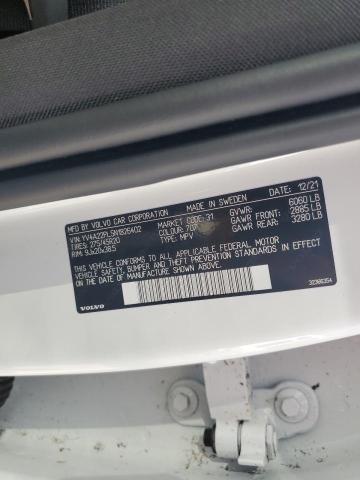 MFD. BY VOLVO CAR CORPORATION MADE IN SWEDEN 12/21
VIN: YV4A22PL5N1825402 MARKET CODE: 31 GVWR: 6060 LB
TIRES: 275/45R20 COLOUR: 707 GAWR FRONT: 2885 LB
RIM: 9Jx20x38.5 TYPE: MPV GAWR REAR: 3280 LB
THIS VEHICLE CONFORMS TO ALL APPLICABLE FEDERAL MOTOR
VEHICLE SAFETY, BUMPER, AND THEFT PREVENTION STANDARDS IN EFFECT
ON THE DATE OF MANUFACTURE SHOWN ABOVE.
VOLVO 32366354